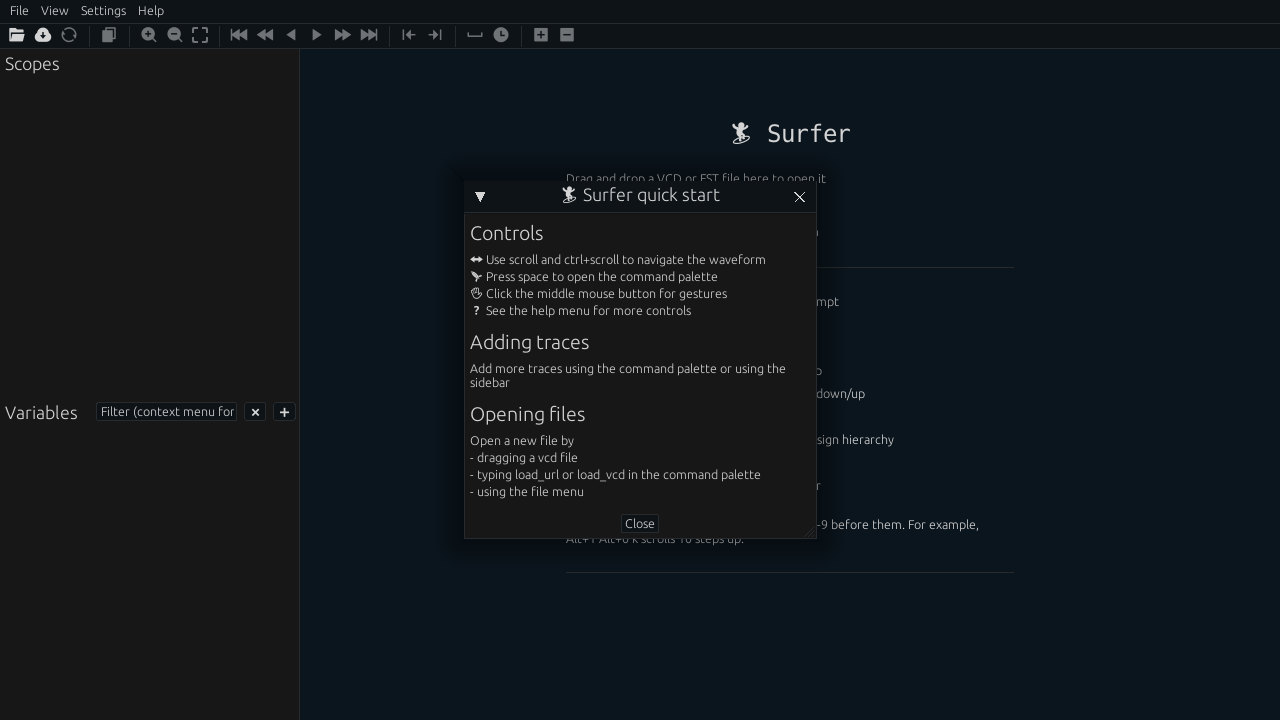 File View Settings Help
Scopes
Surfer
Drag and drop a VCD or FST file here to open it
Surfer quick start
Controls
Use scroll and ctrl+scroll to navigate the waveform
Press space to open the command palette
Click the middle mouse button for gestures
? See the help menu for more controls
mpt
Adding traces
Add more traces using the command palette or using the
sidebar
down/up
Variables
Filter (context menu for
Opening files
Open a new file by
sign hierarchy
- dragging a vcd file
- typing load_url or load_vcd in the command palette
- using the file menu
Close
-9 before them. For example,
Alt+1 Alt+0 k scrolls 10 steps up.